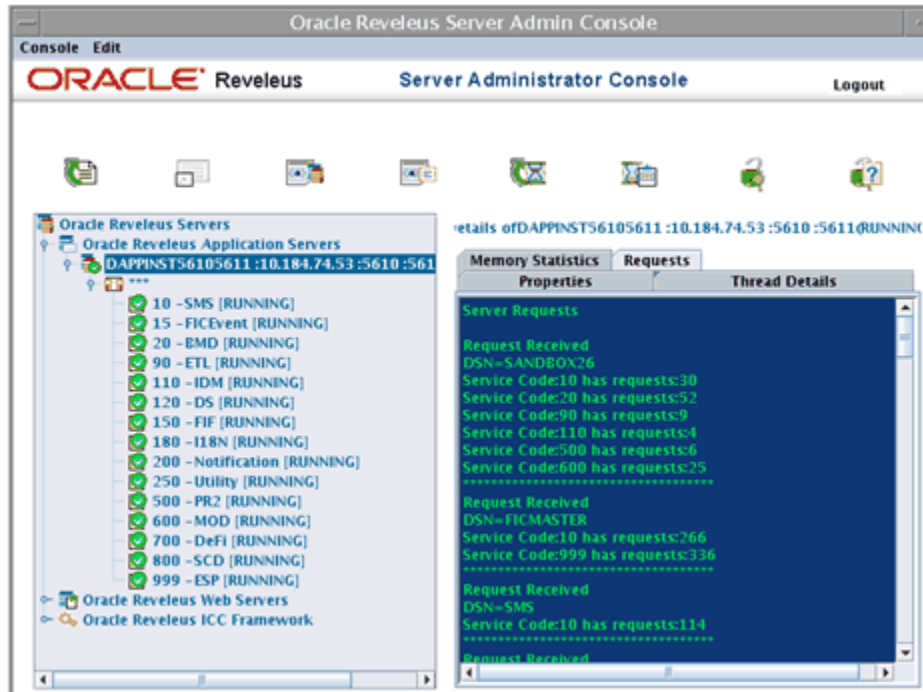 Oracle Reveleus Server Admin Console
Console Edit
ORACLE Reveleus
Server Administrator Console
Logout
Oracle Reveleus Servers
Oracle Reveleus Application Servers
DAPPINST56105611 :10.184.74.53 :5610 :561
***
10 -SMS [RUNNING]
15 -FICEvent [RUNNING]
20 -BMD [RUNNING]
90 -ETL [RUNNING]
110 -IDM [RUNNING]
120 -DS [RUNNING]
150 -FIF [RUNNING]
180 -I18N [RUNNING]
200 -Notification [RUNNING]
250 -Utility [RUNNING]
500 -PR2 [RUNNING]
600 -MOD [RUNNING]
700 -DeFi [RUNNING]
800 -SCD [RUNNING]
999 -ESP [RUNNING]
Oracle Reveleus Web Servers
Oracle Reveleus ICC Framework
etails ofDAPPINST56105611 :10.184.74.53 :5610 :5611(RUNNING
Memory Statistics Requests
Properties Thread Details
Server Requests
Request Received
DSN=SANDBOX26
Service Code:10 has requests:30
Service Code:20 has requests:52
Service Code:90 has requests:9
Service Code:110 has requests:4
Service Code:500 has requests:6
Service Code:600 has requests:25
************************************
Request Received
DSN=FICMASTER
Service Code:10 has requests:266
Service Code:999 has requests:336
************************************
Request Received
DSN=SMS
Service Code:10 has requests:114
************************************
Request Received